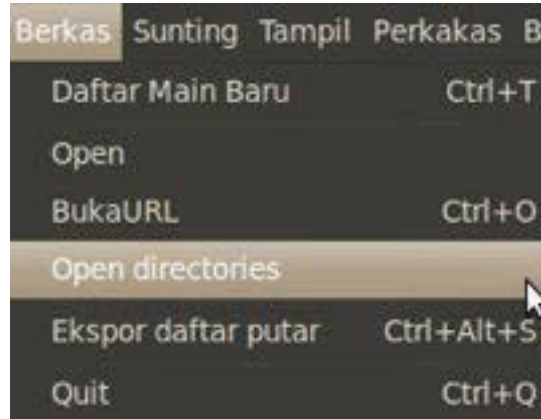 Berkas Sunting Tampil Perkakas B
Daftar Main Baru Ctrl+T
Open
BukaURL Ctrl+O
Open directories
Ekspor daftar putar Ctrl+Alt+S
Quit Ctrl+Q